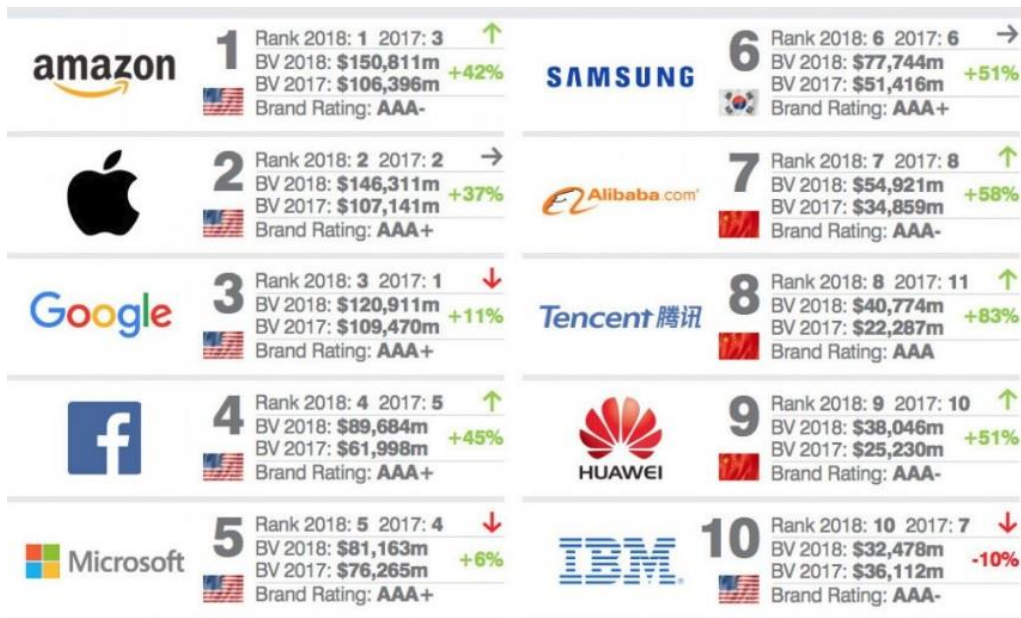 amazon
1
Rank 2018: 1 2017: 3
BV 2018: $150,811m
BV 2017: $106,396m
+42%
Brand Rating: AAA-
2
Rank 2018: 2 2017: 2
BV 2018: $146,311m
BV 2017: $107,141m
+37%
Brand Rating: AAA+
Google
3
Rank 2018: 3 2017: 1
BV 2018: $120,911m
BV 2017: $109,470m
+11%
Brand Rating: AAA+
f
4
Rank 2018: 4 2017: 5
BV 2018: $89,684m
BV 2017: $61,998m
+45%
Brand Rating: AAA+
Microsoft
5
Rank 2018: 5 2017: 4
BV 2018: $81,163m
BV 2017: $76,265m
+6%
Brand Rating: AAA+
SAMSUNG
6
Rank 2018: 6 2017: 6
BV 2018: $77,744m
BV 2017: $51,416m
+51%
Brand Rating: AAA+
Alibaba.com
7
Rank 2018: 7 2017: 8
BV 2018: $54,921m
BV 2017: $34,859m
+58%
Brand Rating: AAA-
Tencent 腾讯
8
Rank 2018: 8 2017: 11
BV 2018: $40,774m
BV 2017: $22,287m
+83%
Brand Rating: AAA
HUAWEI
9
Rank 2018: 9 2017: 10
BV 2018: $38,046m
BV 2017: $25,230m
+51%
Brand Rating: AAA-
IBM
10
Rank 2018: 10 2017: 7
BV 2018: $32,478m
BV 2017: $36,112m
-10%
Brand Rating: AAA-